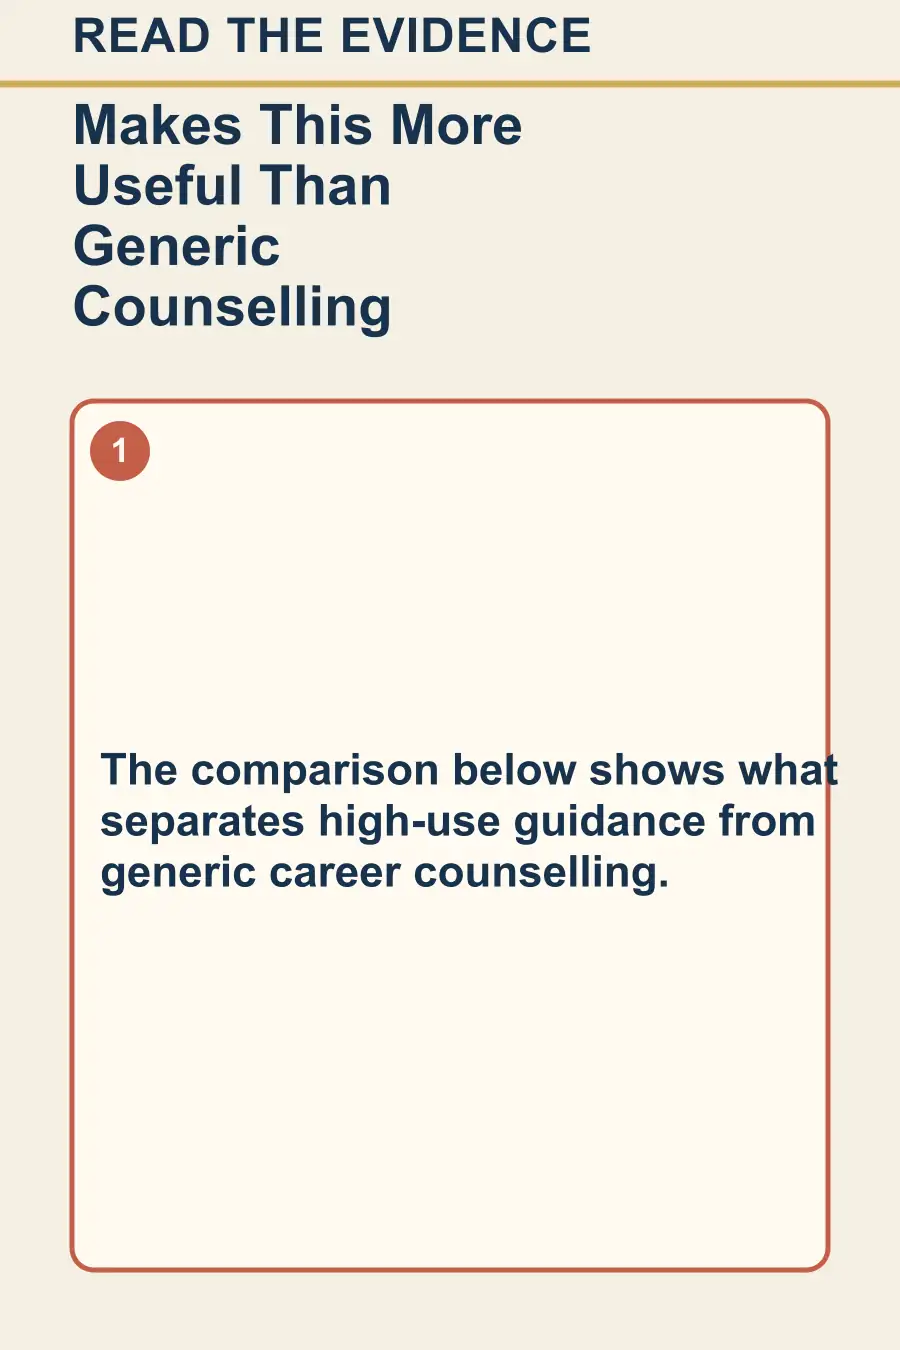 READ THE EVIDENCE
Makes This More
Useful Than
Generic
Counselling
1
The comparison below shows what
separates high-use guidance from
generic career counselling.